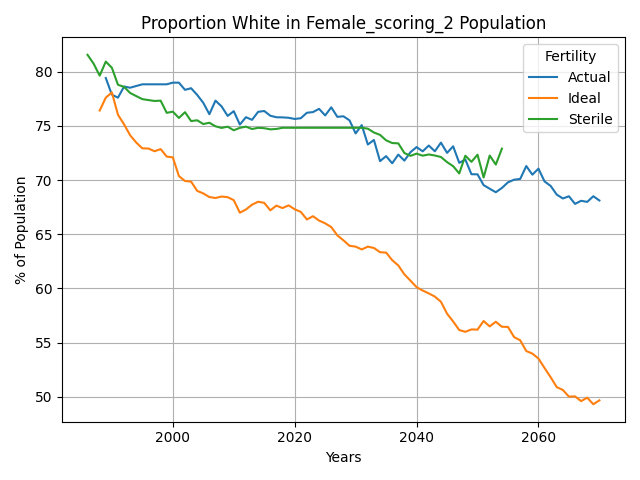 Proportion White in Female_scoring_2 Population
Fertility
Actual
Ideal
Sterile
% of Population
80
75
70
65
60
55
50
2000
2020
2040
2060
Years